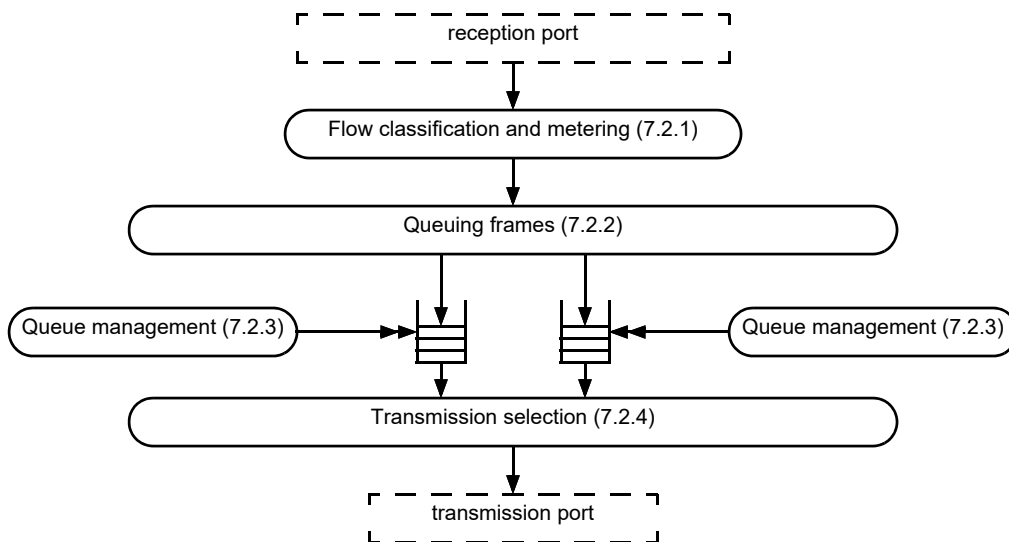 reception port
Flow classification and metering (7.2.1)
Queuing frames (7.2.2)
Queue management (7.2.3)
Queue management (7.2.3)
Transmission selection (7.2.4)
transmission port